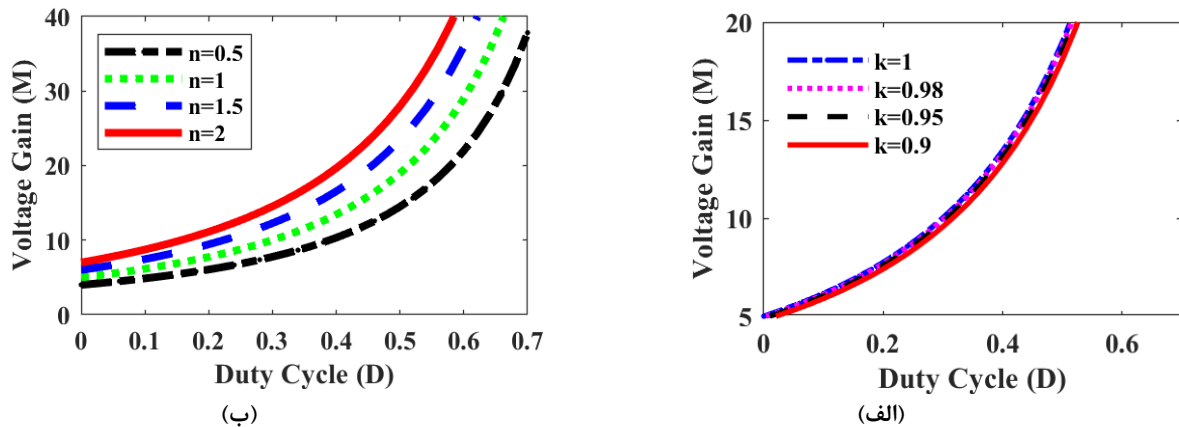 40
30
20
10
0
Voltage Gain (M)
n=0.5
n=1
n=1.5
n=2
0 0.1 0.2 0.3 0.4 0.5 0.6 0.7
Duty Cycle (D)
(ب)
20
15
10
5
Voltage Gain (M)
k=1
k=0.98
k=0.95
k=0.9
0 0.2 0.4 0.6
Duty Cycle (D)
(الف)